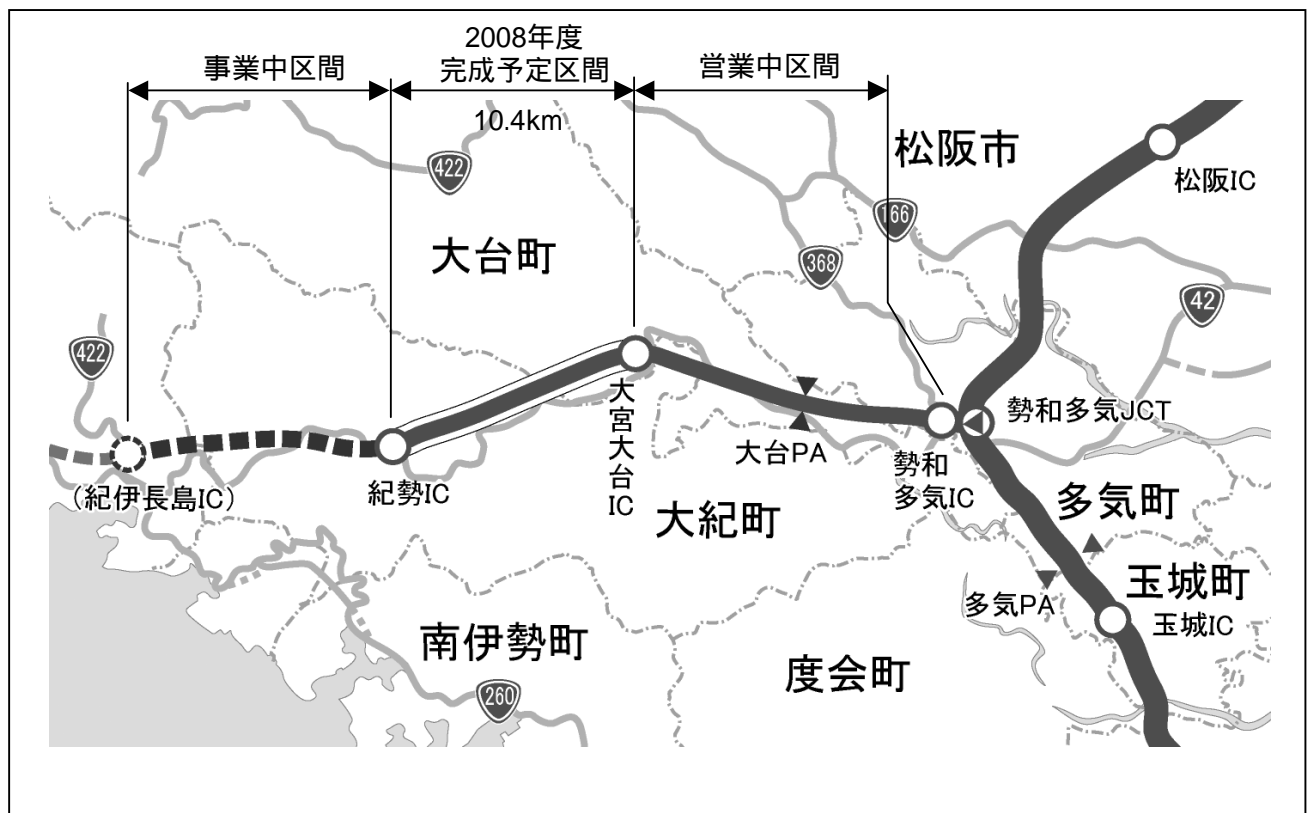 2008年度
事業中区間
完成予定区間
営業中区間
10.4km
松阪市
松阪IC
422
166
大台町
368
42
422
大宮大台IC
勢和多気JCT
大台PA
勢和
多気IC
(紀伊長島IC)
紀勢IC
大紀町
多気町
玉城町
多気PA
玉城IC
南伊勢町
度会町
260